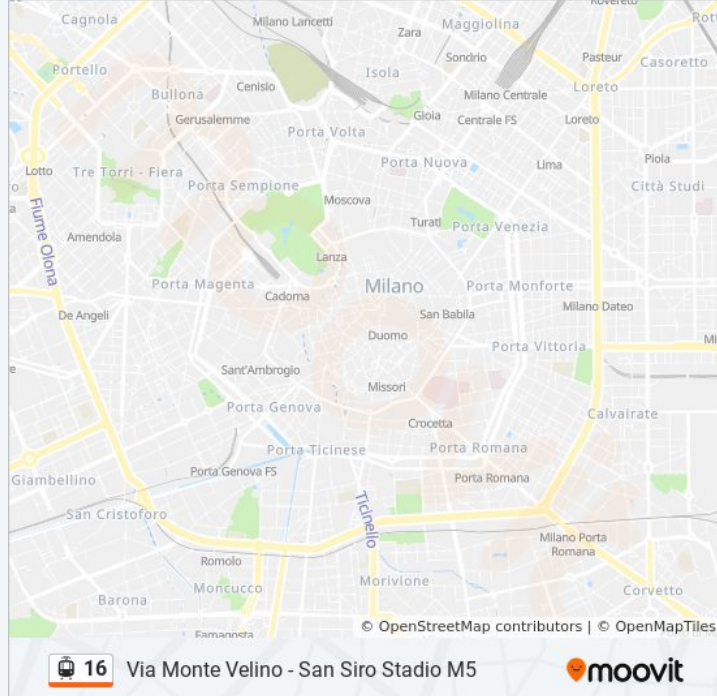 Cagnola
Milano Lancetti
Zara
Maggiolina
Rovereto
Sondrio
Pasteur
Casoretto
Portello
Isola
Bullona
Cenisio
Milano Centrale
Loreto
Gerusalemme
Gioia
Centrale FS
Loreto
Porta Volta
Lotto
Tre Torri - Fiera
Porta Nuova
Lima
Piola
Porta Sempione
Città Studi
Moscova
Fiume Olona
Amendola
Turati
Porta Venezia
Lanza
Porta Magenta
Milano
Porta Monforte
Cadorna
De Angeli
San Babila
Milano Dateo
Duomo
Porta Vittoria
Sant'Ambrogio
Missori
Porta Genova
Crocetta
Calvairate
Porta Ticinese
Porta Romana
Giambellino
Porta Genova FS
Porta Romana
San Cristoforo
Ticinello
Milano Porta
Romana
Romolo
Moncucco
Morivione
Corvetto
Barona
© OpenStreetMap contributors | © OpenMapTiles
Famagosta
16 Via Monte Velino - San Siro Stadio M5
moovit